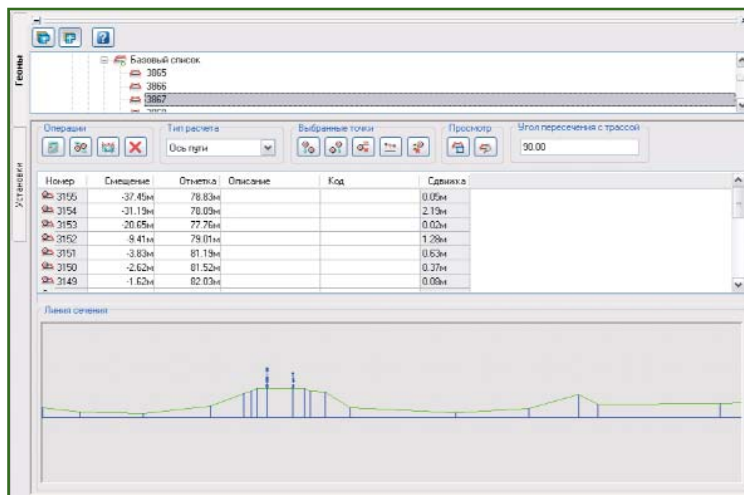 Геоны
Установки
Базовый список
3865
3866
3867
Операции
Тип расчета
Ось пути
Выбранные точки
Просмотр
Угол пересечения с трассой
90.00
Номер Смещение Отметка Описание Код Сдвижка
3155 -37.45м 78.83м 0.05м
3154 -31.19м 78.09м 2.19м
3153 -20.65м 77.76м 0.02м
3152 -9.41м 79.01м 1.28м
3151 -3.83м 81.19м 0.63м
3150 -2.62м 81.52м 0.37м
3149 -1.62м 82.03м 0.08м
Линия сечения